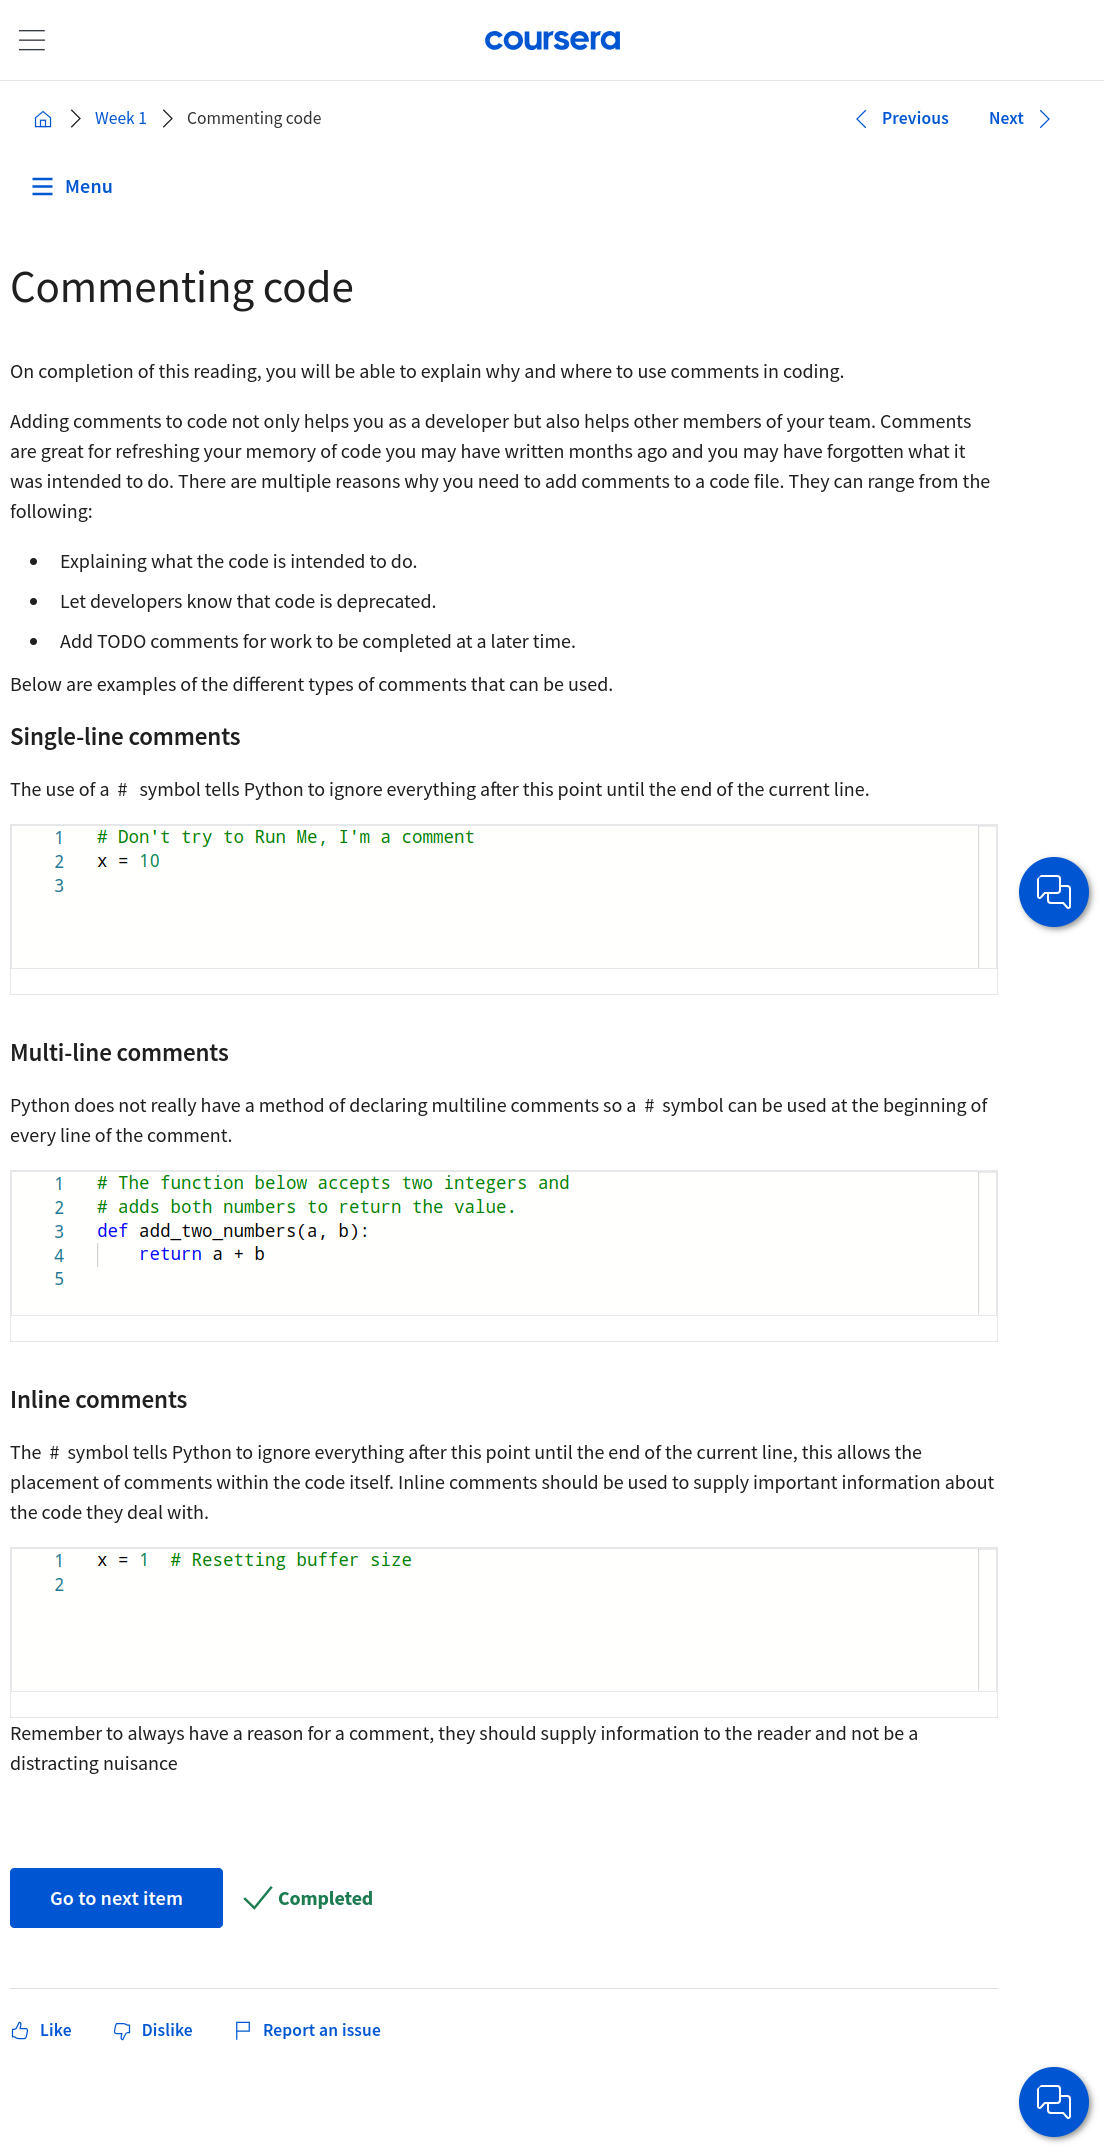 coursera
Week 1 Commenting code Previous Next
Menu
Commenting code
On completion of this reading, you will be able to explain why and where to use comments in coding.
Adding comments to code not only helps you as a developer but also helps other members of your team. Comments
are great for refreshing your memory of code you may have written months ago and you may have forgotten what it
was intended to do. There are multiple reasons why you need to add comments to a code file. They can range from the
following:
• Explaining what the code is intended to do.
• Let developers know that code is deprecated.
• Add TODO comments for work to be completed at a later time.
Below are examples of the different types of comments that can be used.
Single-line comments
The use of a # symbol tells Python to ignore everything after this point until the end of the current line.
1 # Don't try to Run Me, I'm a comment
2 x = 10
3
Multi-line comments
Python does not really have a method of declaring multiline comments so a # symbol can be used at the beginning of
every line of the comment.
1 # The function below accepts two integers and
2 # adds both numbers to return the value.
3 def add_two_numbers(a, b):
4     return a + b
5
Inline comments
The # symbol tells Python to ignore everything after this point until the end of the current line, this allows the
placement of comments within the code itself. Inline comments should be used to supply important information about
the code they deal with.
1 x = 1  # Resetting buffer size
2
Remember to always have a reason for a comment, they should supply information to the reader and not be a
distracting nuisance
Go to next item Completed
Like Dislike Report an issue